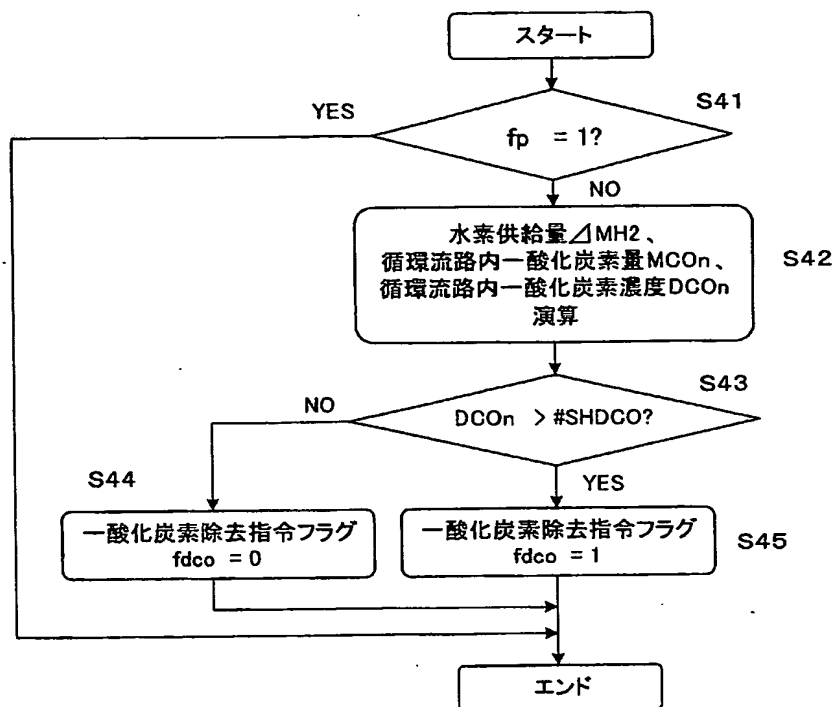 スタート
S41
YES
fp = 1?
NO
水素供給量⊿MH2、
循環流路内一酸化炭素量MCOn、
循環流路内一酸化炭素濃度DCOn
演算
S42
S43
NO
DCOn > #SHDCO?
YES
S44
一酸化炭素除去指令フラグ
fdco = 0
一酸化炭素除去指令フラグ
fdco = 1
S45
エンド